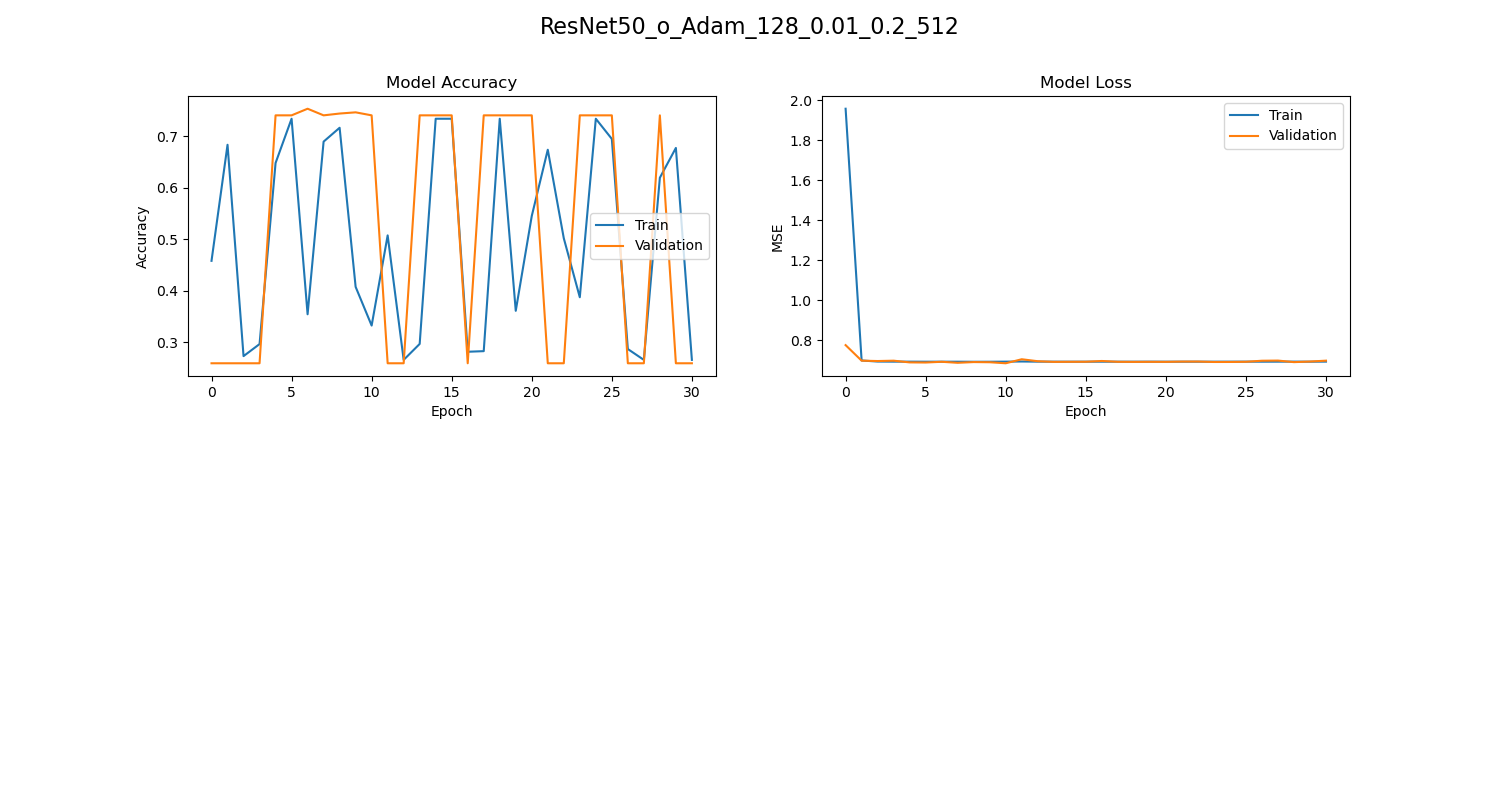 ResNet50_o_Adam_128_0.01_0.2_512
Model Accuracy
Accuracy
0.7
0.6
0.5
0.4
0.3
0 5 10 15 20 25 30
Epoch
Train
Validation
Model Loss
MSE
2.0
1.8
1.6
1.4
1.2
1.0
0.8
0 5 10 15 20 25 30
Epoch
Train
Validation